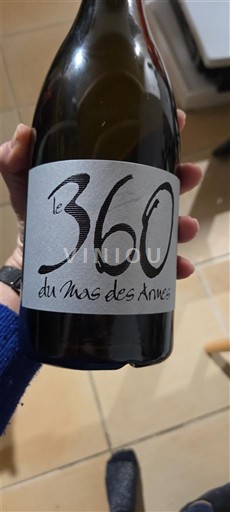 le
360
VINIOU
du Mas des Armes